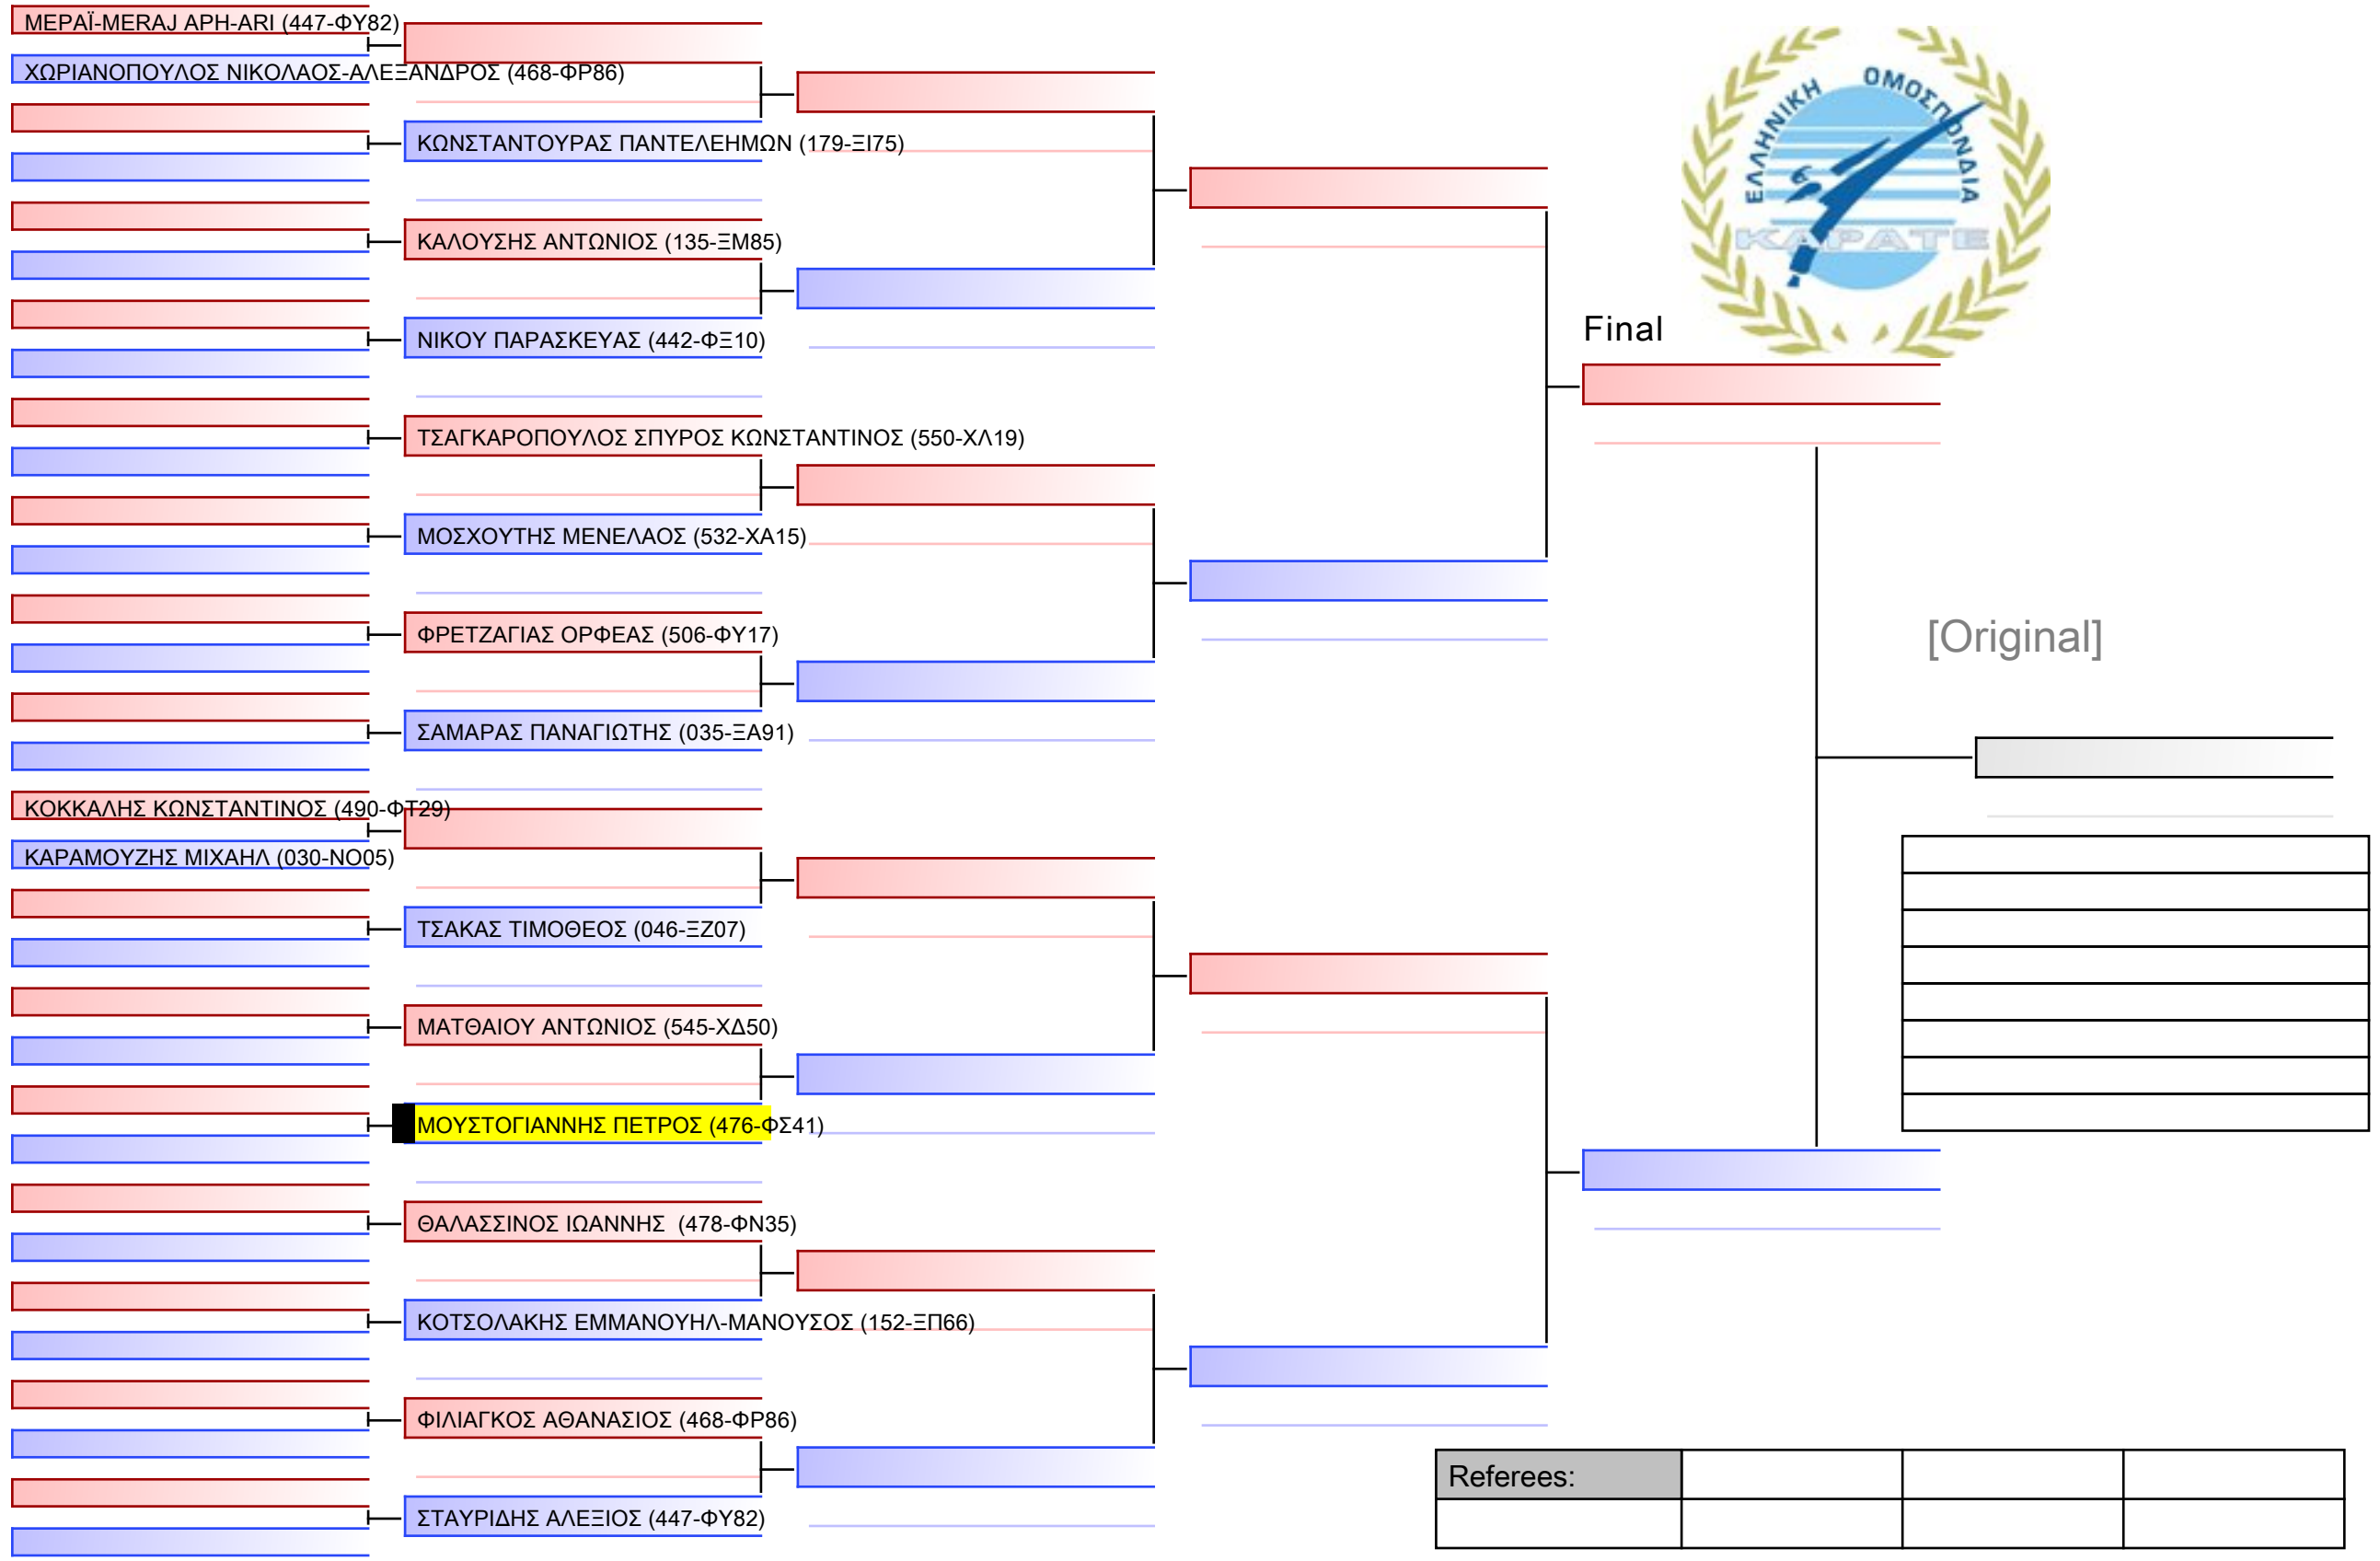 ΜΕΡΑΪ-MERAJ ΑΡΗ-ARI (447-ΦΥ82)
ΧΩΡΙΑΝΟΠΟΥΛΟΣ ΝΙΚΟΛΑΟΣ-ΑΛΕΞΑΝΔΡΟΣ (468-ΦΡ86)
ΚΩΝΣΤΑΝΤΟΥΡΑΣ ΠΑΝΤΕΛΕΗΜΩΝ (179-ΞΙ75)
ΚΑΛΟΥΣΗΣ ΑΝΤΩΝΙΟΣ (135-ΞΜ85)
ΝΙΚΟΥ ΠΑΡΑΣΚΕΥΑΣ (442-ΦΞ10)
ΤΣΑΓΚΑΡΟΠΟΥΛΟΣ ΣΠΥΡΟΣ ΚΩΝΣΤΑΝΤΙΝΟΣ (550-ΧΛ19)
ΜΟΣΧΟΥΤΗΣ ΜΕΝΕΛΑΟΣ (532-ΧΑ15)
ΦΡΕΤΖΑΓΙΑΣ ΟΡΦΕΑΣ (506-ΦΥ17)
ΣΑΜΑΡΑΣ ΠΑΝΑΓΙΩΤΗΣ (035-ΞΑ91)
ΚΟΚΚΑΛΗΣ ΚΩΝΣΤΑΝΤΙΝΟΣ (490-ΦΤ29)
ΚΑΡΑΜΟΥΖΗΣ ΜΙΧΑΗΛ (030-ΝΟ05)
ΤΣΑΚΑΣ ΤΙΜΟΘΕΟΣ (046-ΞΖ07)
ΜΑΤΘΑΙΟΥ ΑΝΤΩΝΙΟΣ (545-ΧΔ50)
ΜΟΥΣΤΟΓΙΑΝΝΗΣ ΠΕΤΡΟΣ (476-ΦΣ41)
ΘΑΛΑΣΣΙΝΟΣ ΙΩΑΝΝΗΣ (478-ΦΝ35)
ΚΟΤΣΟΛΑΚΗΣ ΕΜΜΑΝΟΥΗΛ-ΜΑΝΟΥΣΟΣ (152-ΞΠ66)
ΦΙΛΙΑΓΚΟΣ ΑΘΑΝΑΣΙΟΣ (468-ΦΡ86)
ΣΤΑΥΡΙΔΗΣ ΑΛΕΞΙΟΣ (447-ΦΥ82)
ΕΛΛΗΝΙΚΗ ΟΜΟΣΠΟΝΔΙΑ
ΚΑΡΑΤΕ
Final
[Original]
Referees: